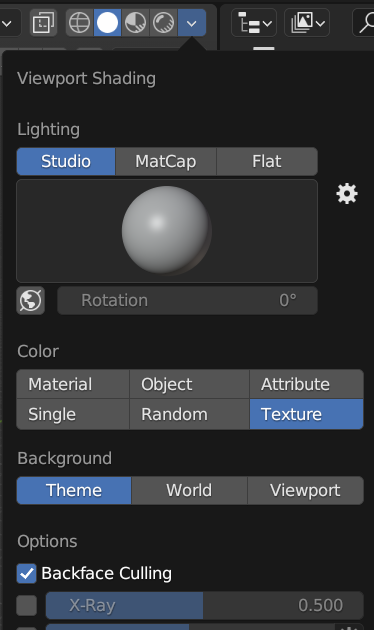 Viewport Shading
Lighting
Studio MatCap Flat
Rotation 0°
Color
Material Object Attribute
Single Random Texture
Background
Theme World Viewport
Options
Backface Culling
X-Ray 0.500